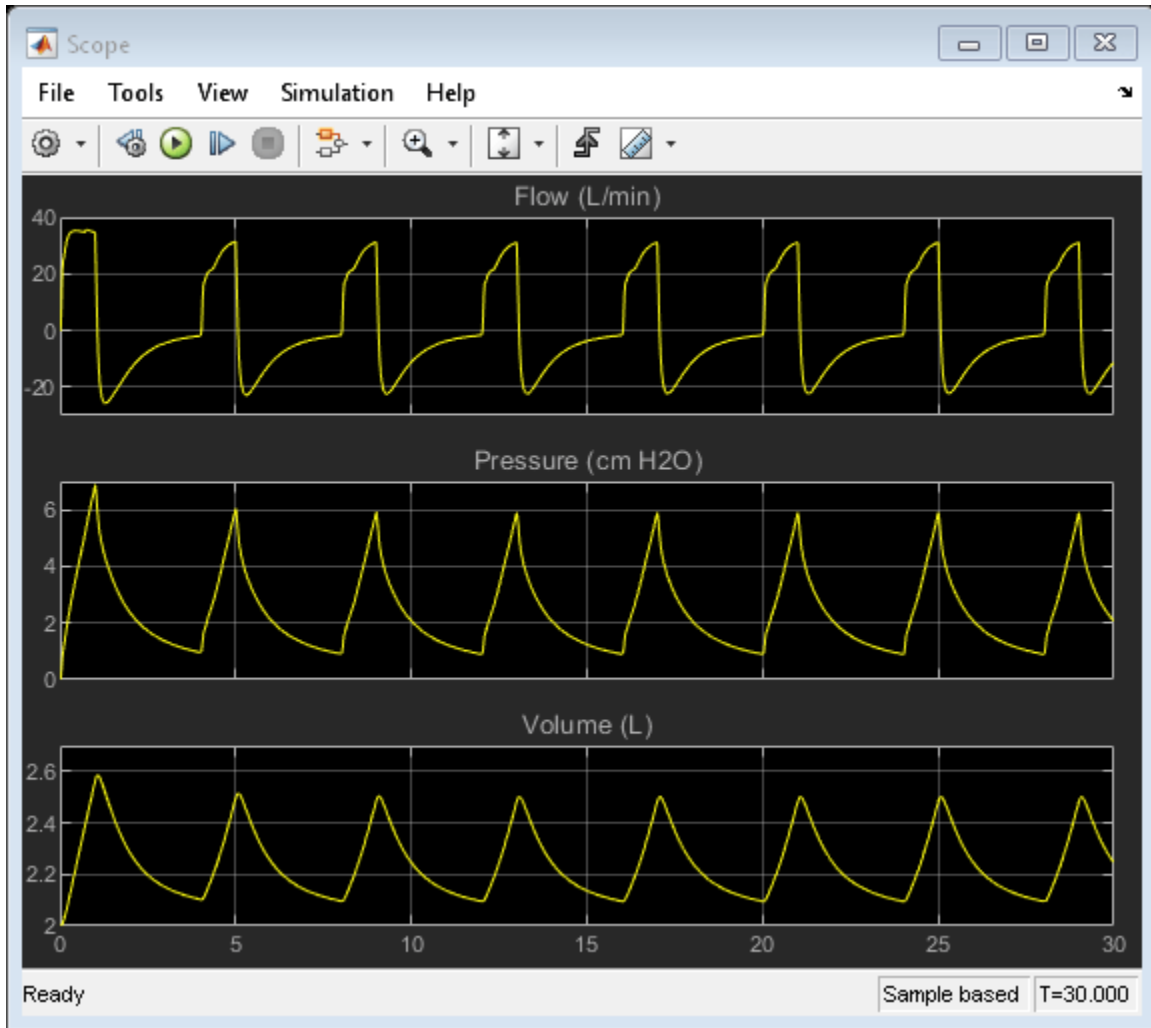 Scope
File Tools View Simulation Help
Flow (L/min)
40
20
0
-20
Pressure (cm H2O)
6
4
2
0
Volume (L)
2.6
2.4
2.2
2
0 5 10 15 20 25 30
Ready Sample based T=30.000